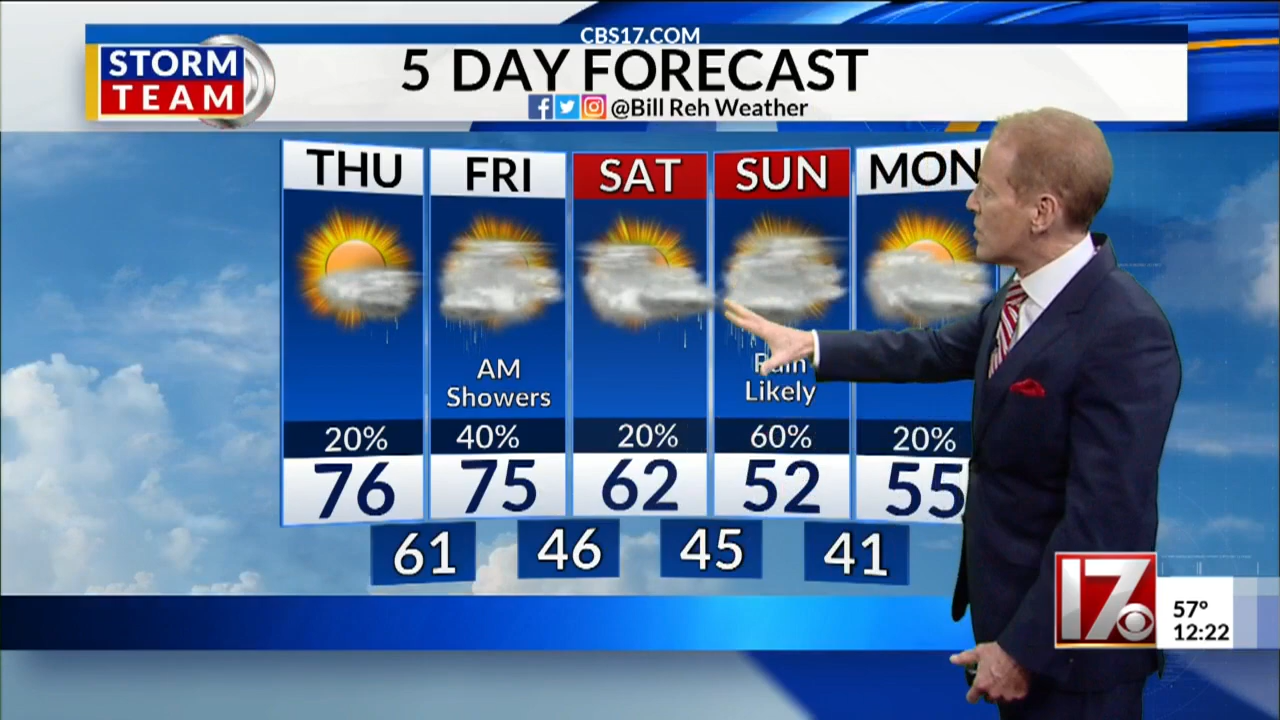 CBS17.COM
STORM
TEAM
5 DAY FORECAST
@Bill Reh Weather
THU FRI SAT SUN MON
AM
Showers
Rain
Likely
20% 40% 20% 60% 20%
76 75 62 52 55
61 46 45 41
17
57°
12:22